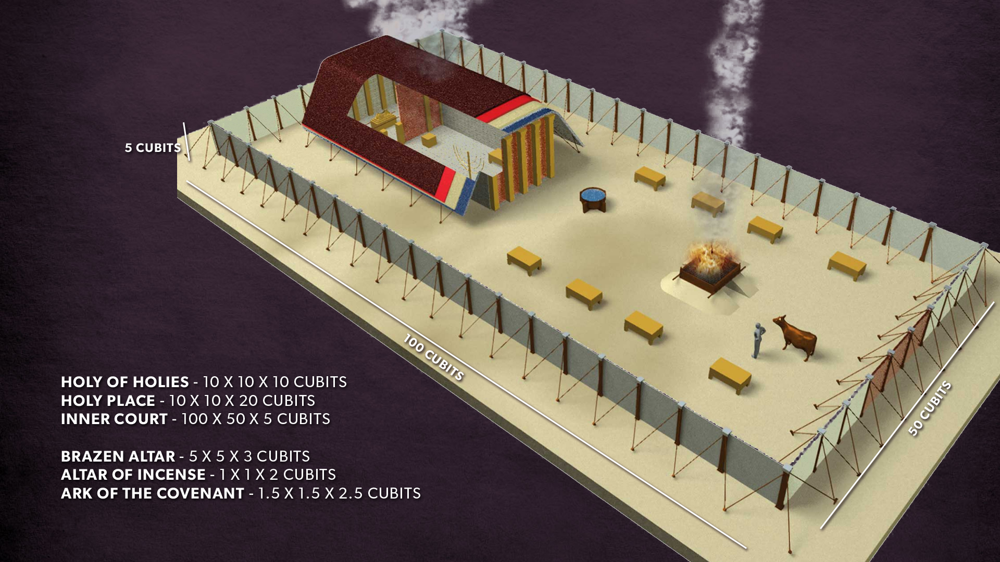 5 CUBITS
100 CUBITS
50 CUBITS
HOLY OF HOLIES - 10 X 10 X 10 CUBITS
HOLY PLACE - 10 X 10 X 20 CUBITS
INNER COURT - 100 X 50 X 5 CUBITS
BRAZEN ALTAR - 5 X 5 X 3 CUBITS
ALTAR OF INCENSE - 1 X 1 X 2 CUBITS
ARK OF THE COVENANT - 1.5 X 1.5 X 2.5 CUBITS